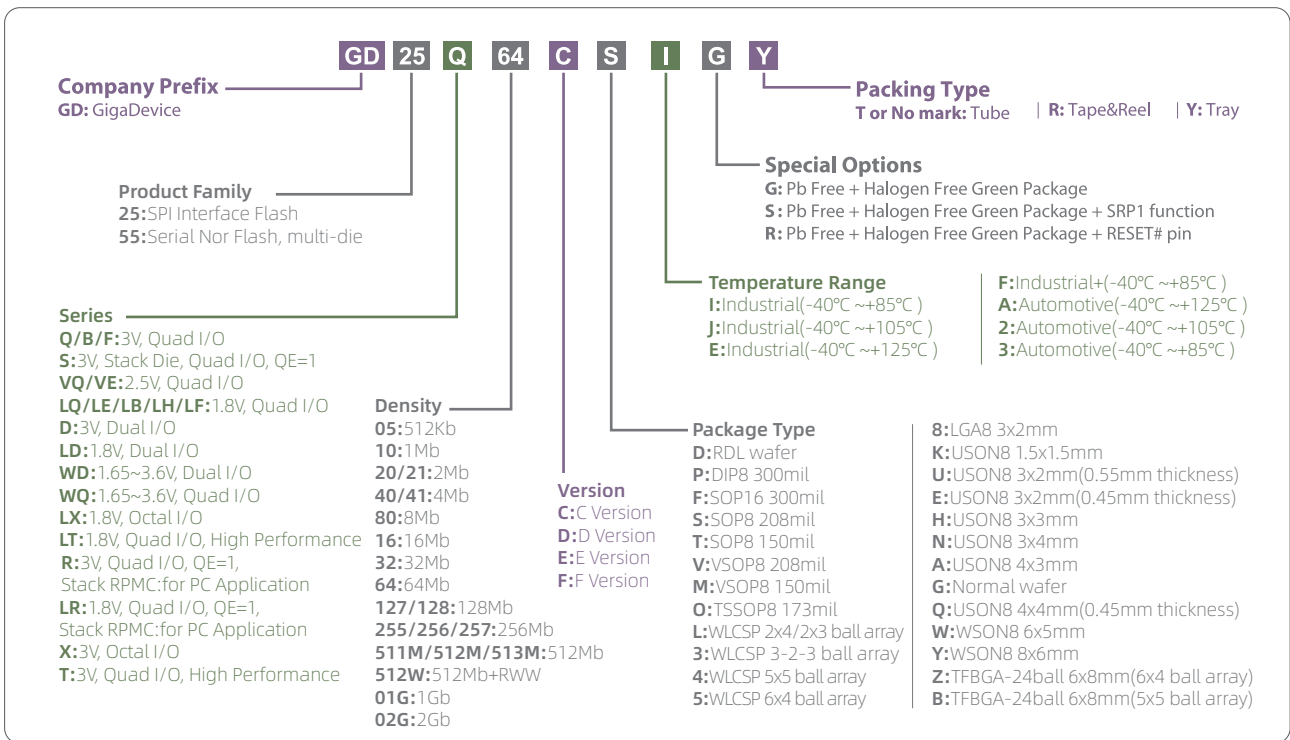 GD 25 Q 64 C S I G Y
Company Prefix
GD: GigaDevice
Packing Type
T or No mark: Tube | R: Tape&Reel | Y: Tray
Product Family
25:SPI Interface Flash
55:Serial Nor Flash, multi-die
Special Options
G: Pb Free + Halogen Free Green Package
S : Pb Free + Halogen Free Green Package + SRP1 function
R: Pb Free + Halogen Free Green Package + RESET# pin
Temperature Range
I:Industrial(-40℃ ~+85℃ )
J:Industrial(-40℃ ~+105℃ )
E:Industrial(-40℃ ~+125℃ )
F:Industrial+(-40℃ ~+85℃ )
A:Automotive(-40℃ ~+125℃ )
2:Automotive(-40℃ ~+105℃ )
3:Automotive(-40℃ ~+85℃ )
Series
Q/B/F:3V, Quad I/O
S:3V, Stack Die, Quad I/O, QE=1
VQ/VE:2.5V, Quad I/O
LQ/LE/LB/LH/LF:1.8V, Quad I/O
D:3V, Dual I/O
LD:1.8V, Dual I/O
WD:1.65~3.6V, Dual I/O
WQ:1.65~3.6V, Quad I/O
LX:1.8V, Octal I/O
LT:1.8V, Quad I/O, High Performance
R:3V, Quad I/O, QE=1,
Stack RPMC:for PC Application
LR:1.8V, Quad I/O, QE=1,
Stack RPMC:for PC Application
X:3V, Octal I/O
T:3V, Quad I/O, High Performance
Density
05:512Kb
10:1Mb
20/21:2Mb
40/41:4Mb
80:8Mb
16:16Mb
32:32Mb
64:64Mb
127/128:128Mb
255/256/257:256Mb
511M/512M/513M:512Mb
512W:512Mb+RWW
01G:1Gb
02G:2Gb
Version
C:C Version
D:D Version
E:E Version
F:F Version
Package Type
D:RDL wafer
P:DIP8 300mil
F:SOP16 300mil
S:SOP8 208mil
T:SOP8 150mil
V:VSOP8 208mil
M:VSOP8 150mil
O:TSSOP8 173mil
L:WLCSP 2x4/2x3 ball array
3:WLCSP 3-2-3 ball array
4:WLCSP 5x5 ball array
5:WLCSP 6x4 ball array
8:LGA8 3x2mm
K:USON8 1.5x1.5mm
U:USON8 3x2mm(0.55mm thickness)
E:USON8 3x2mm(0.45mm thickness)
H:USON8 3x3mm
N:USON8 3x4mm
A:USON8 4x3mm
G:Normal wafer
Q:USON8 4x4mm(0.45mm thickness)
W:WSON8 6x5mm
Y:WSON8 8x6mm
Z:TFBGA-24ball 6x8mm(6x4 ball array)
B:TFBGA-24ball 6x8mm(5x5 ball array)